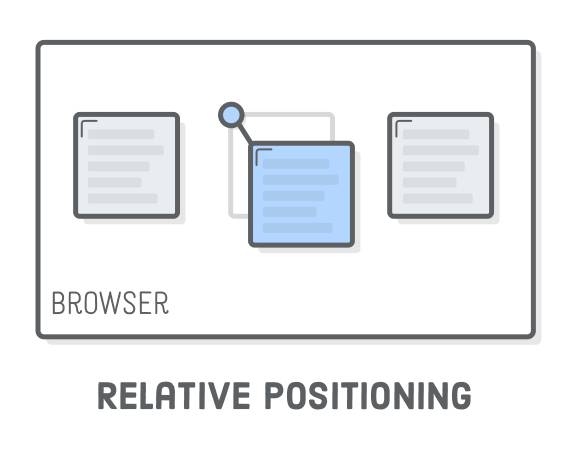 BROWSER
RELATIVE POSITIONING